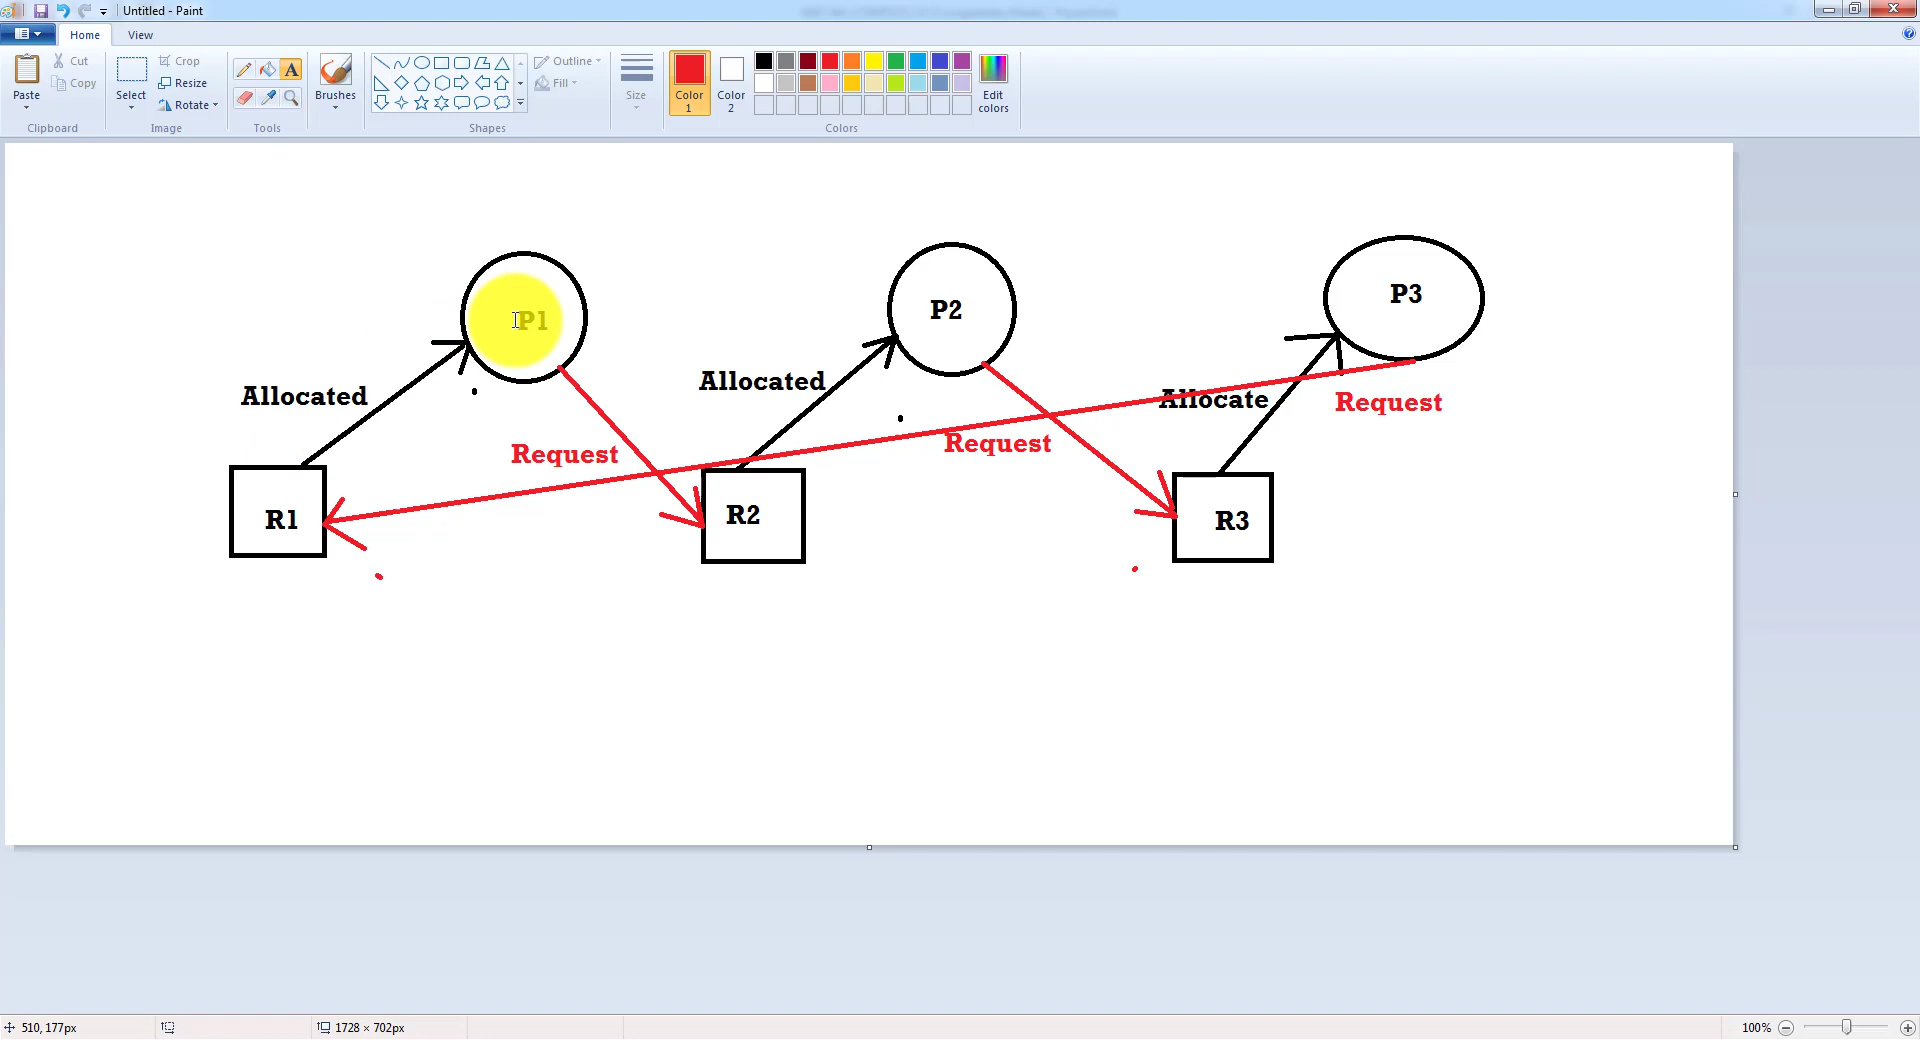 Untitled - Paint
Home
View
Paste
Cut
Copy
Clipboard
Select
Crop
Resize
Rotate
Image
A
Tools
Brushes
Shapes
Outline
Fill
Size
Color
1
Color
2
Edit
colors
Colors
P1
P2
P3
Allocated
Allocated
Allocate
Request
Request
Request
R1
R2
R3
510, 177px
1728 × 702px
100%